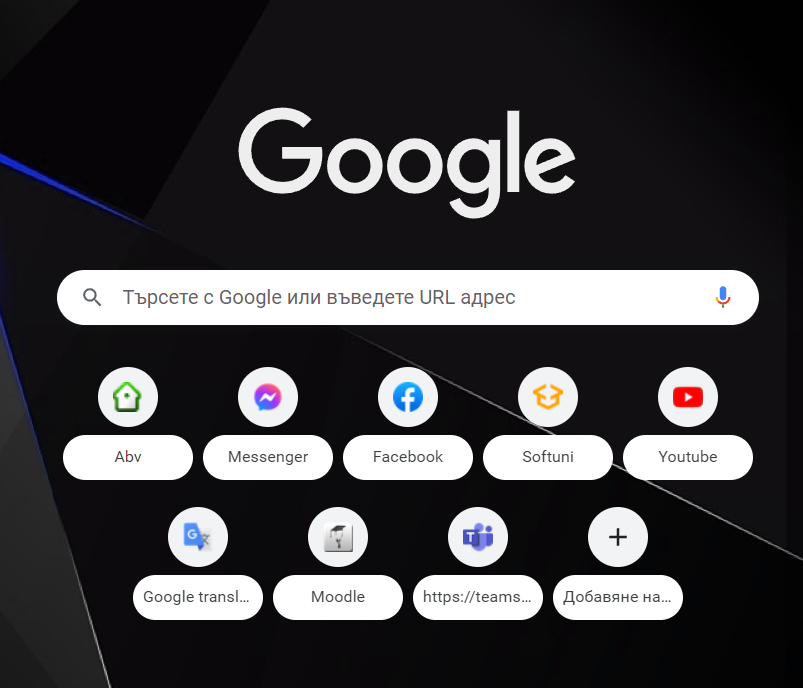 Google
Търсете с Google или въведете URL адрес
Abv
Messenger
Facebook
Softuni
Youtube
Google transl...
Moodle
https://teams...
Добавяне на...